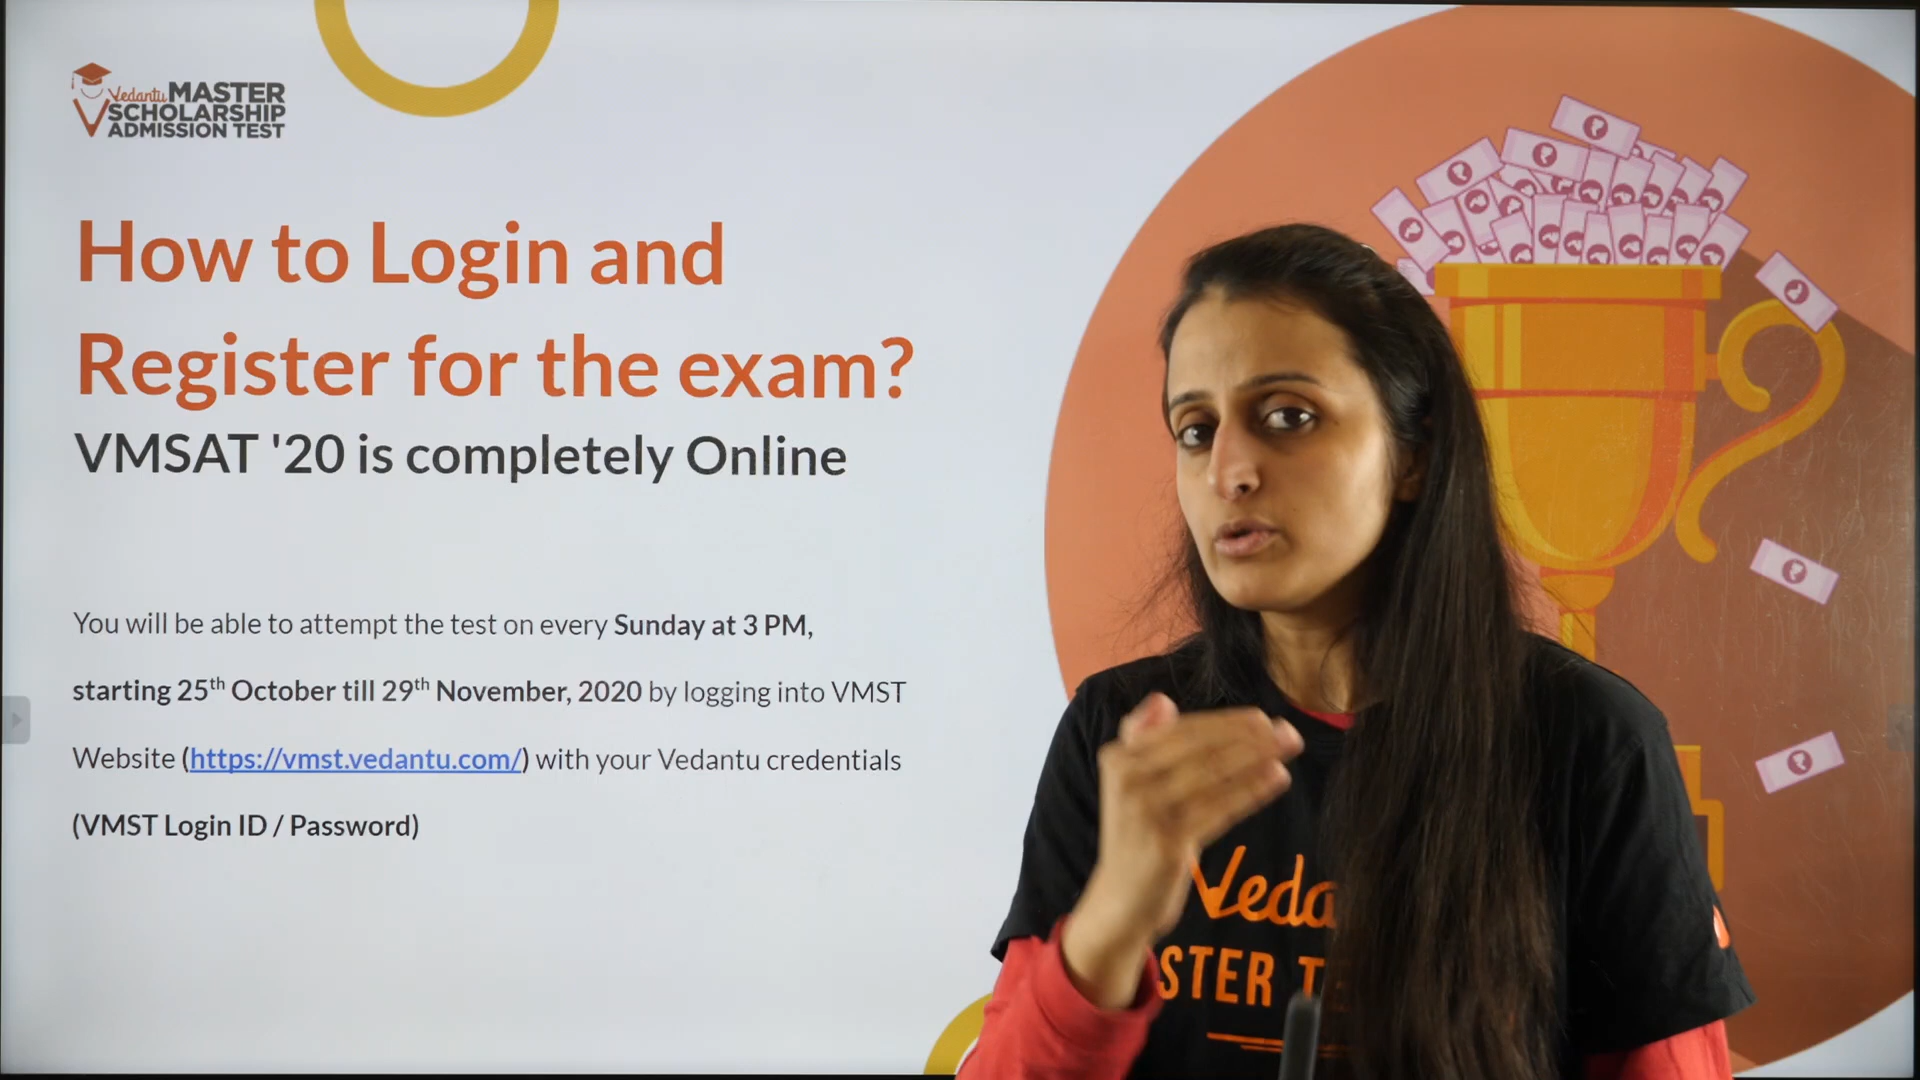 Vedantu MASTER
SCHOLARSHIP
ADMISSION TEST
How to Login and
Register for the exam?
VMSAT '20 is completely Online
You will be able to attempt the test on every Sunday at 3 PM,
starting 25th October till 29th November, 2020 by logging into VMST
Website (https://vmst.vedantu.com/) with your Vedantu credentials
(VMST Login ID / Password)
Veda
STER T